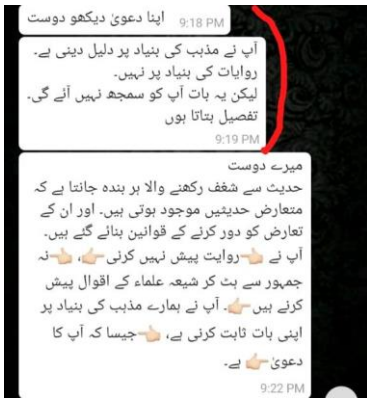 اپنا دعویٰ دیکھو دوست
9:18 PM
آپ نے مذہب کی بنیاد پر دلیل دینی ہے۔
روایات کی بنیاد پر نہیں۔
لیکن یہ بات آپ کو سمجھ نہیں آئے گی۔
تفصیل بتاتا ہوں
9:19 PM
میرے دوست
حدیث سے شغف رکھنے والا ہر بندہ جانتا ہے کہ
متعارض حدیثیں موجود ہوتی ہیں۔ اور ان کے
تعارض کو دور کرنے کے قوانین بنائے گئے ہیں۔
آپ نے 👈🏻روایت پیش نہیں کرنی👉🏻، 👈🏻نہ
جمہور سے ہٹ کر شیعہ علماء کے اقوال پیش
کرنے ہیں👉🏻۔ آپ نے ہمارے مذہب کی بنیاد پر
اپنی بات ثابت کرنی ہے، 👈🏻جیسا کہ آپ کا
دعویٰ👉🏻 ہے۔
9:22 PM